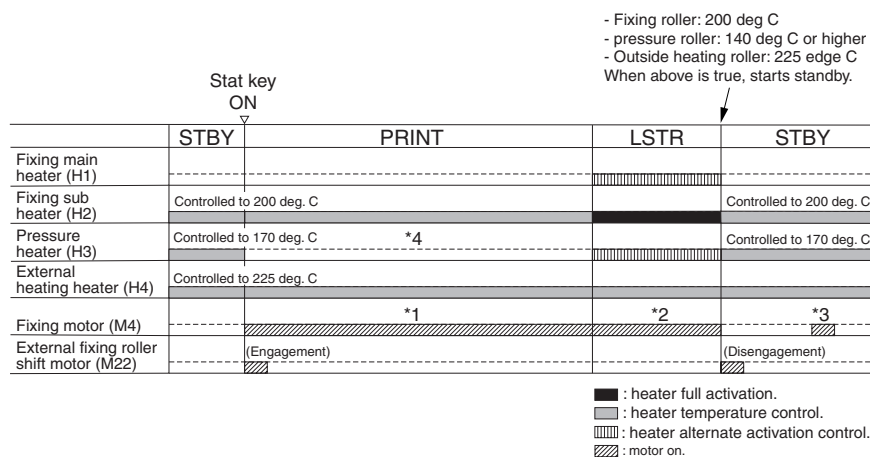 - Fixing roller: 200 deg C
- pressure roller: 140 deg C or higher
- Outside heating roller: 225 edge C
When above is true, starts standby.
Stat key
ON
STBY PRINT LSTR STBY
Fixing main
heater (H1)
Fixing sub
heater (H2)
Controlled to 200 deg. C
Controlled to 200 deg. C
Pressure
heater (H3)
Controlled to 170 deg. C
*4
Controlled to 170 deg. C
External
heating heater (H4)
Controlled to 225 deg. C
Fixing motor (M4)
*1
*2
*3
External fixing roller
shift motor (M22)
(Engagement)
(Disengagement)
: heater full activation.
: heater temperature control.
: heater alternate activation control.
: motor on.